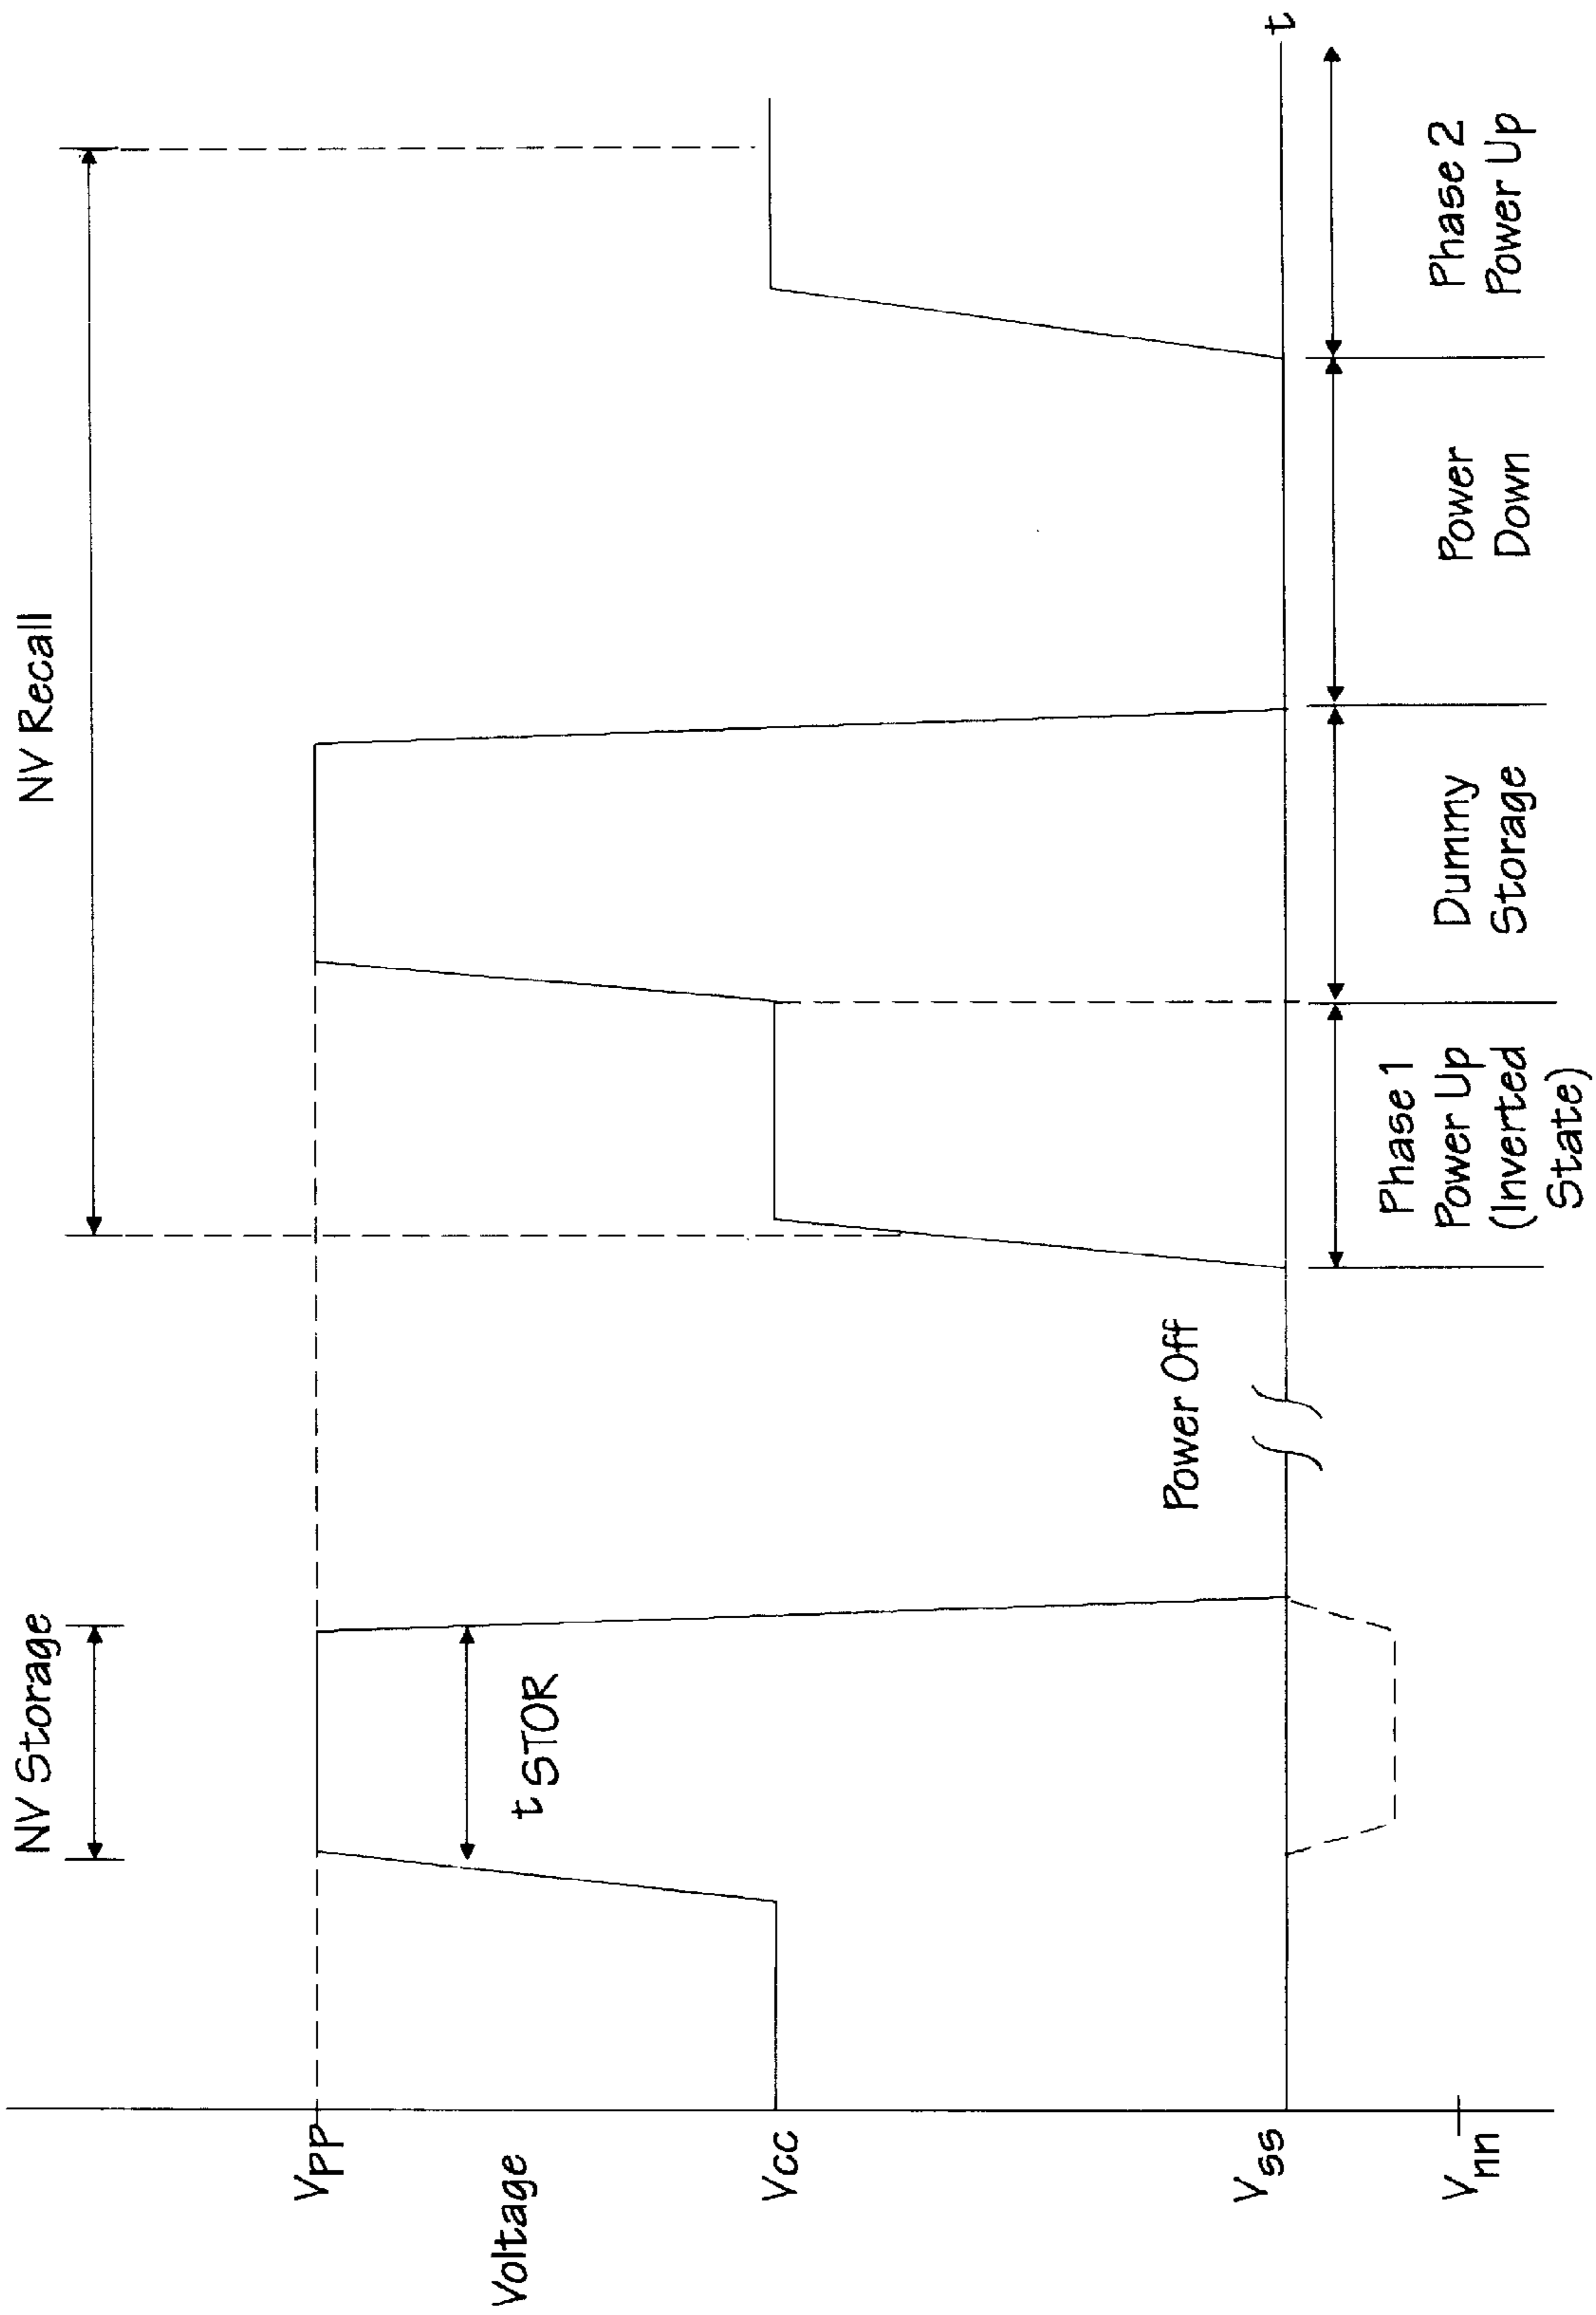 NV Storage
NV Recall
VPP
Voltage
t STOR
Vcc
Power Off
Vss
t
Vnn
Phase 1
Power Up
(Inverted
State)
Dummy
Storage
Power
Down
Phase 2
Power Up